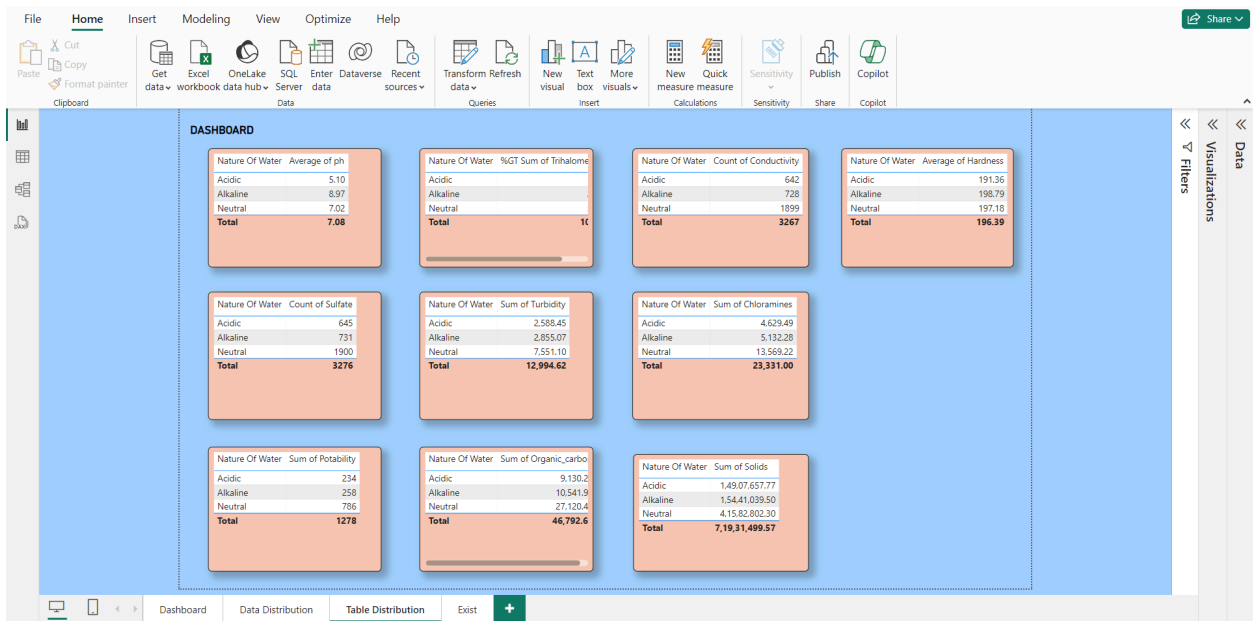 File Home Insert Modeling View Optimize Help
Share
Paste
Cut
Copy
Format painter
Clipboard
Get data
Excel workbook
OneLake data hub
SQL Server
Enter data
Dataverse
Recent sources
Data
Transform data
Refresh
Queries
New visual
Text box
More visuals
Insert
New measure
Quick measure
Calculations
Sensitivity
Sensitivity
Publish
Share
Copilot
Copilot
DASHBOARD
Nature Of Water Average of ph
Acidic 5.10
Alkaline 8.97
Neutral 7.02
Total 7.08
Nature Of Water %GT Sum of Trihalome
Acidic
Alkaline
Neutral
Total 10
Nature Of Water Count of Conductivity
Acidic 642
Alkaline 728
Neutral 1899
Total 3267
Nature Of Water Average of Hardness
Acidic 191.36
Alkaline 198.79
Neutral 197.18
Total 196.39
Nature Of Water Count of Sulfate
Acidic 645
Alkaline 731
Neutral 1900
Total 3276
Nature Of Water Sum of Turbidity
Acidic 2,588.45
Alkaline 2,855.07
Neutral 7,551.10
Total 12,994.62
Nature Of Water Sum of Chloramines
Acidic 4,629.49
Alkaline 5,132.28
Neutral 13,569.22
Total 23,331.00
Nature Of Water Sum of Potability
Acidic 234
Alkaline 258
Neutral 786
Total 1278
Nature Of Water Sum of Organic_carbo
Acidic 9,130.2
Alkaline 10,541.9
Neutral 27,120.4
Total 46,792.6
Nature Of Water Sum of Solids
Acidic 1,49,07,657.77
Alkaline 1,54,41,039.50
Neutral 4,15,82,802.30
Total 7,19,31,499.57
Filters
Visualizations
Data
DAX
Dashboard Data Distribution Table Distribution Exist +